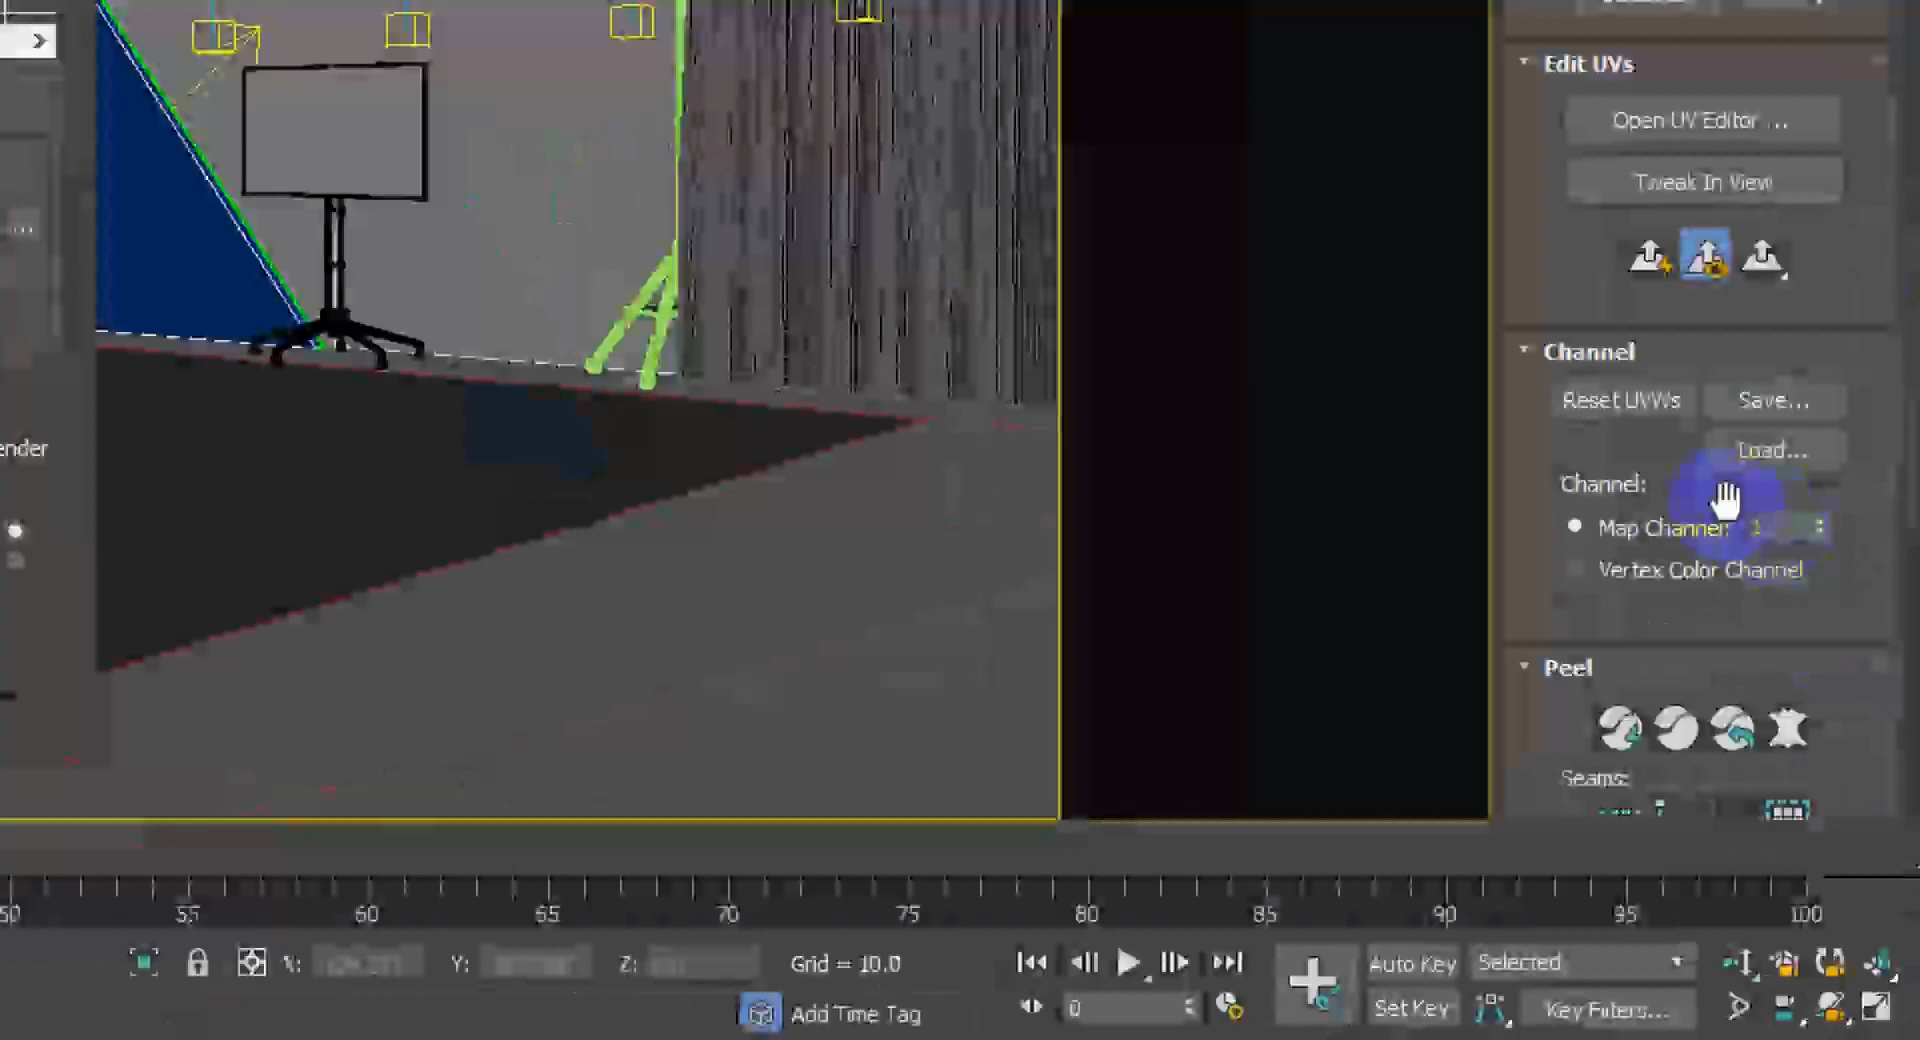 Edit UVs
Open UV Editor ...
Tweak In View
Channel
Reset UVWs Save...
Load...
Channel:
Map Channel: 1
Vertex Color Channel
ender
Peel
Seams:
50 55 60 65 70 75 80 85 90 95 100
X: Y: Z: Grid = 10.0
Auto Key Selected
0
Add Time Tag
Set Key Key Filters...